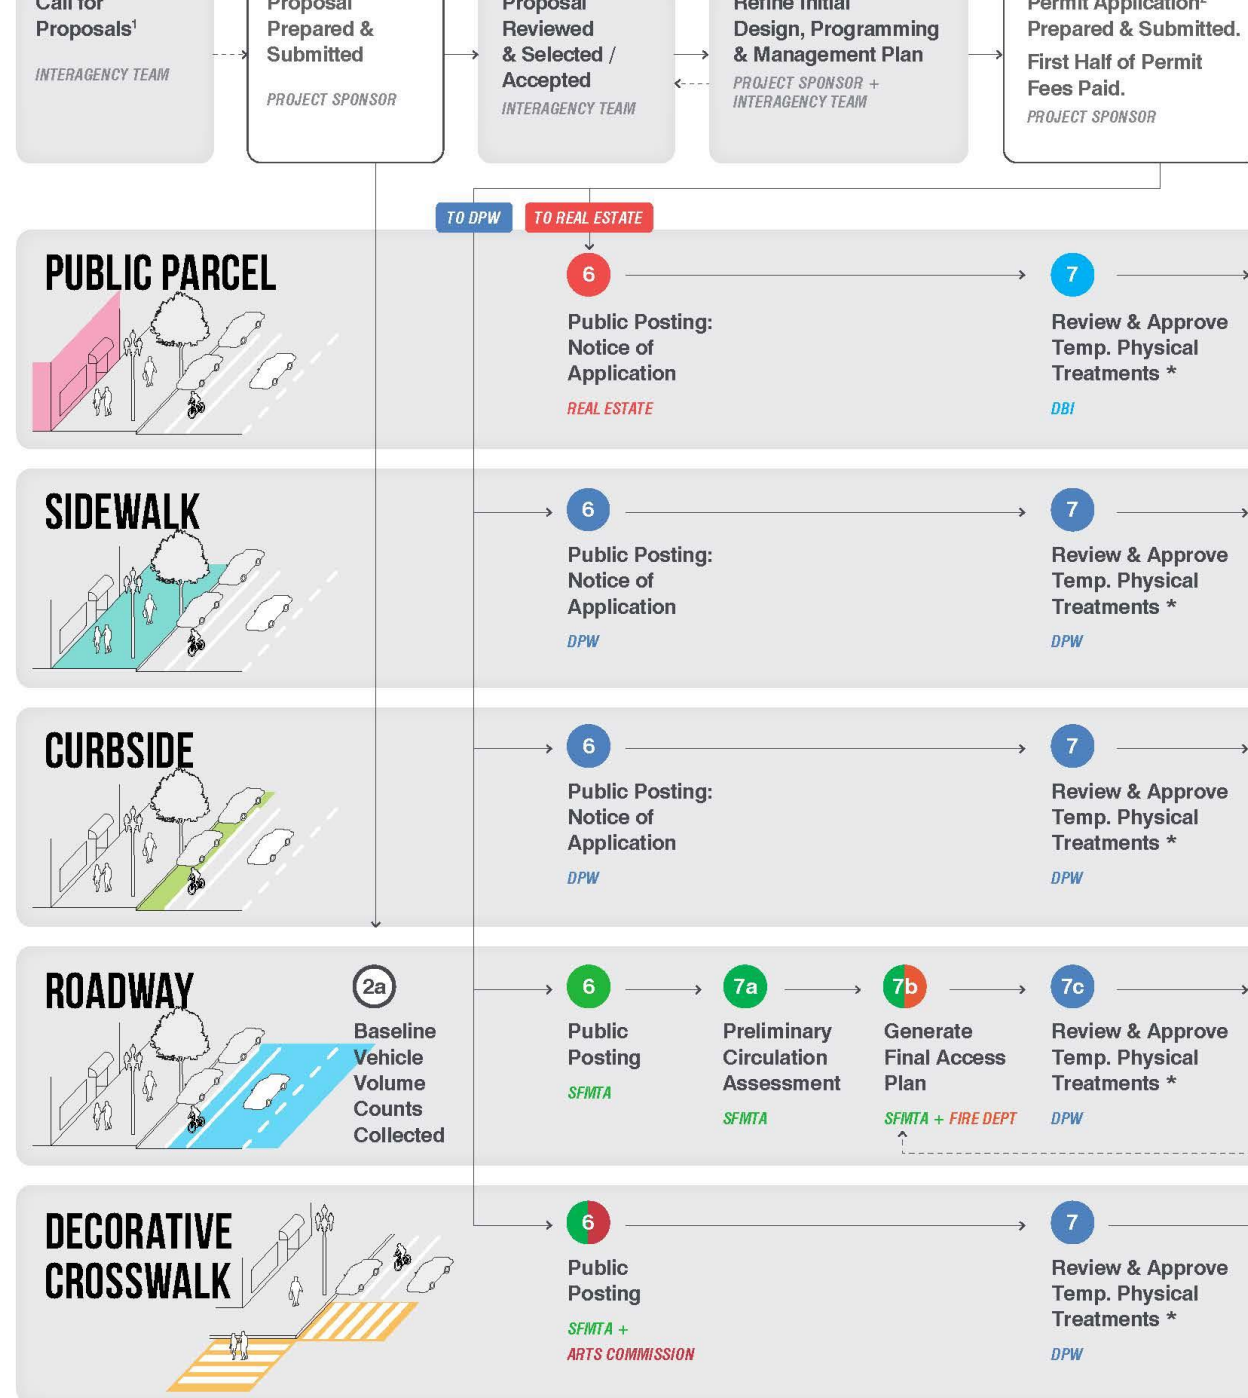 Call for
Proposals¹
INTERAGENCY TEAM
Proposal
Prepared &
Submitted
PROJECT SPONSOR
Proposal
Reviewed
& Selected /
Accepted
INTERAGENCY TEAM
Refine Initial
Design, Programming
& Management Plan
PROJECT SPONSOR +
INTERAGENCY TEAM
Permit Application²
Prepared & Submitted.
First Half of Permit
Fees Paid.
PROJECT SPONSOR
TO DPW
TO REAL ESTATE
PUBLIC PARCEL
6
Public Posting:
Notice of
Application
REAL ESTATE
7
Review & Approve
Temp. Physical
Treatments *
DBI
SIDEWALK
6
Public Posting:
Notice of
Application
DPW
7
Review & Approve
Temp. Physical
Treatments *
DPW
CURBSIDE
6
Public Posting:
Notice of
Application
DPW
7
Review & Approve
Temp. Physical
Treatments *
DPW
ROADWAY
2a
Baseline
Vehicle
Volume
Counts
Collected
6
Public
Posting
SFMTA
7a
Preliminary
Circulation
Assessment
SFMTA
7b
Generate
Final Access
Plan
SFMTA + FIRE DEPT
7c
Review & Approve
Temp. Physical
Treatments *
DPW
DECORATIVE
CROSSWALK
6
Public
Posting
SFMTA +
ARTS COMMISSION
7
Review & Approve
Temp. Physical
Treatments *
DPW